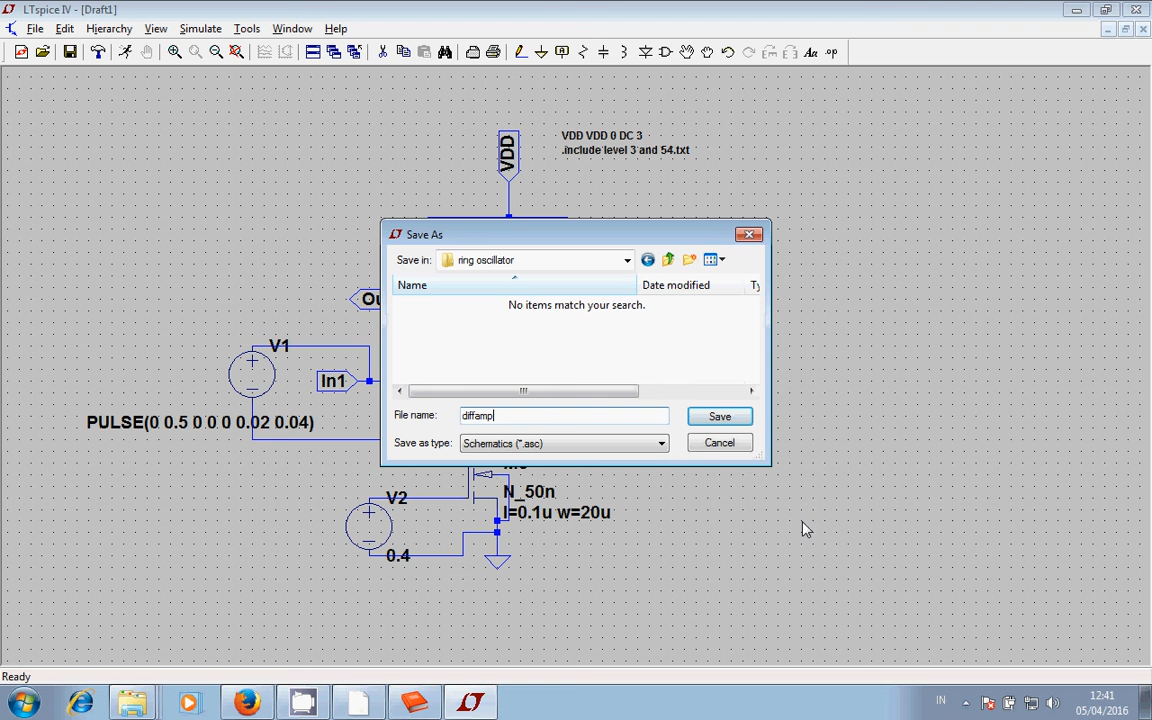 LTspice IV - [Draft1]
File Edit Hierarchy View Simulate Tools Window Help
Aa .op
VDD
VDD VDD 0 DC 3
.include level 3 and 54.txt
Save As
Save in: ring oscillator
Name Date modified Ty
No items match your search.
File name: diffamp
Save
Save as type: Schematics (*.asc)
Cancel
Ou
V1
In1
PULSE(0 0.5 0 0 0 0.02 0.04)
V2
N_50n
l=0.1u w=20u
0.4
Ready
IN
12:41
05/04/2016